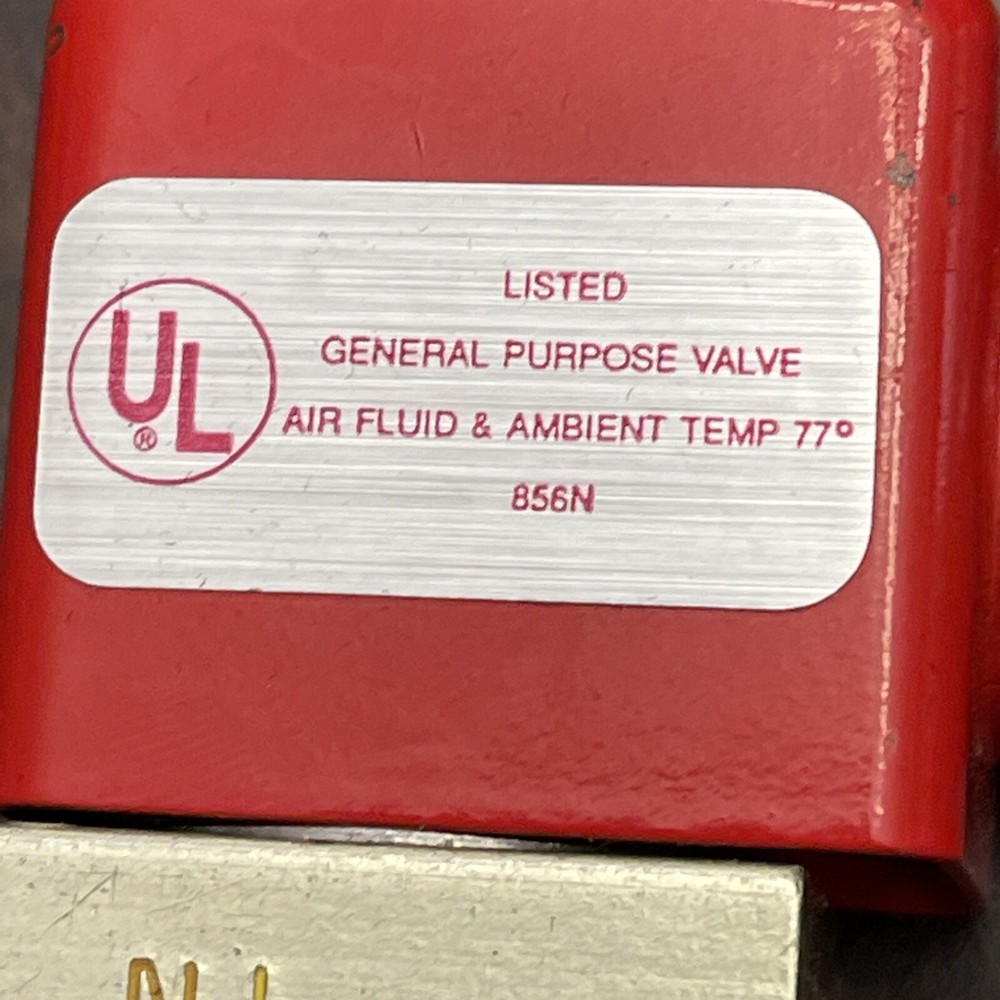 UL
®
LISTED
GENERAL PURPOSE VALVE
AIR FLUID & AMBIENT TEMP 77°
856N